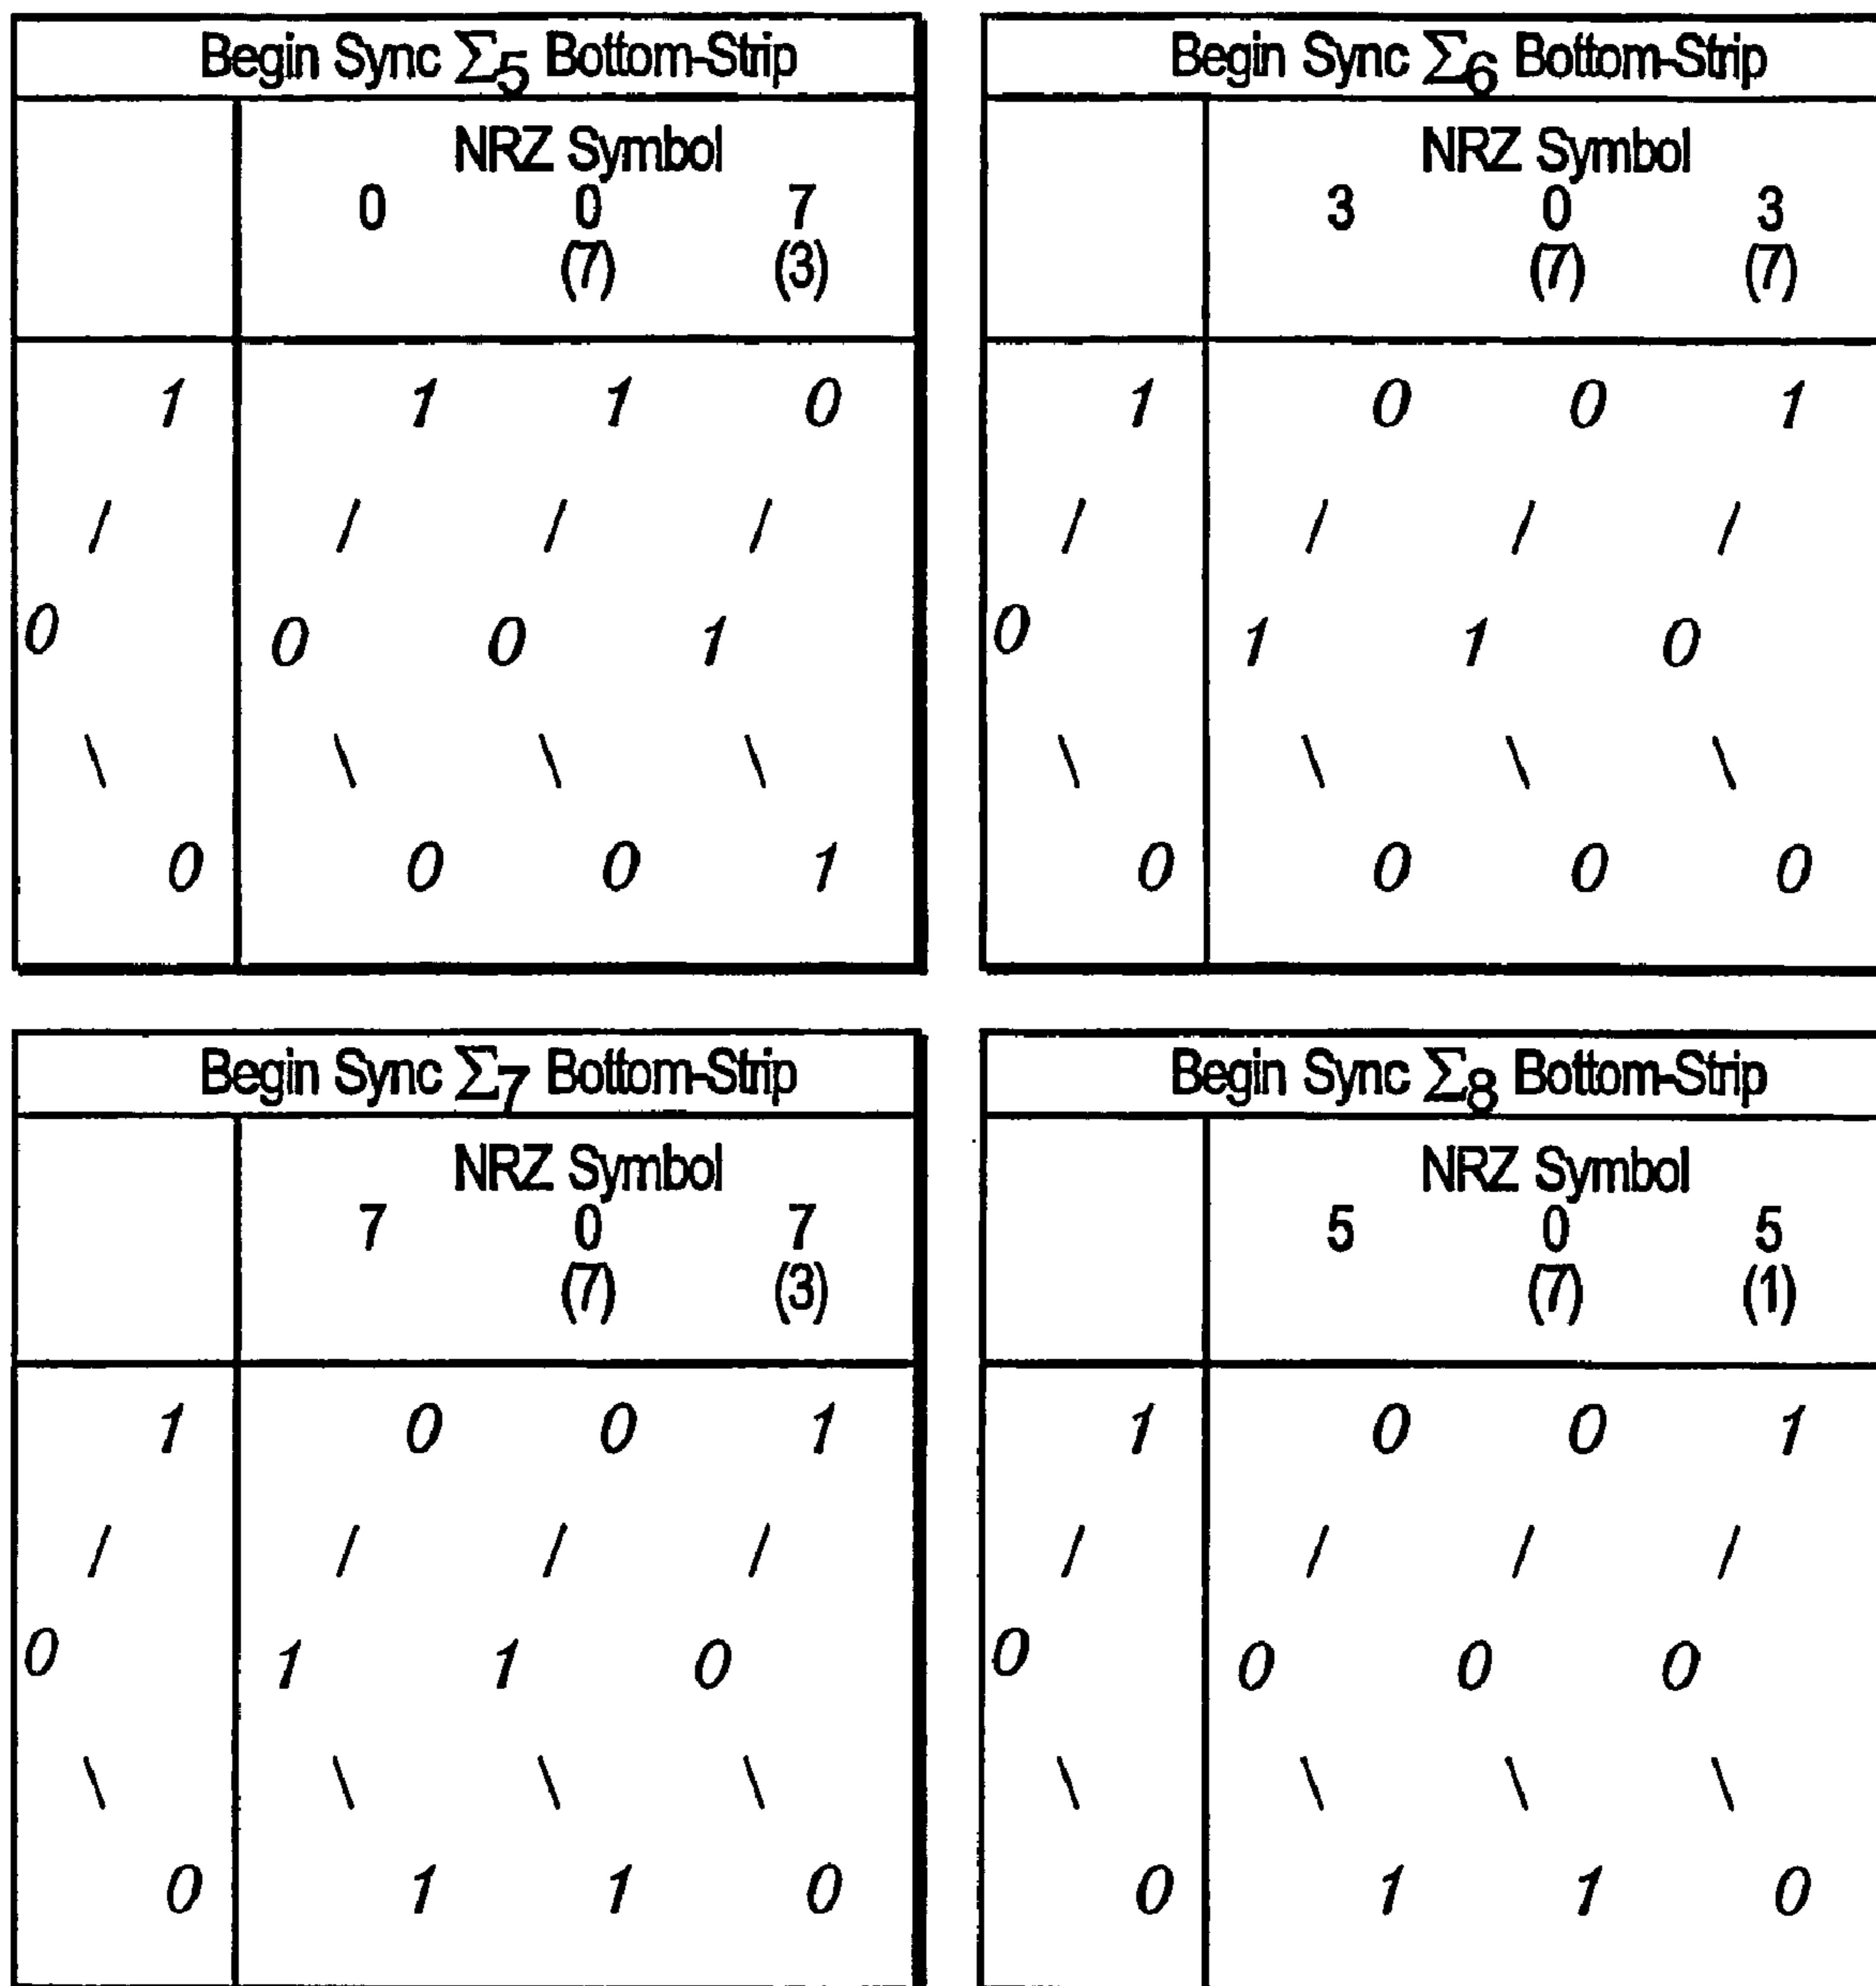 Begin Sync Σ5 Bottom-Strip
NRZ Symbol
0 0 7
(7) (3)
1 1 1 0
/ / / /
0 0 0 1
\ \ \ \
0 0 0 1
Begin Sync Σ6 Bottom-Strip
NRZ Symbol
3 0 3
(7) (7)
1 0 0 1
/ / / /
0 1 1 0
\ \ \ \
0 0 0 0
Begin Sync Σ7 Bottom-Strip
NRZ Symbol
7 0 7
(7) (3)
1 0 0 1
/ / / /
0 1 1 0
\ \ \ \
0 1 1 0
Begin Sync Σ8 Bottom-Strip
NRZ Symbol
5 0 5
(7) (1)
1 0 0 1
/ / / /
0 0 0 0
\ \ \ \
0 1 1 0